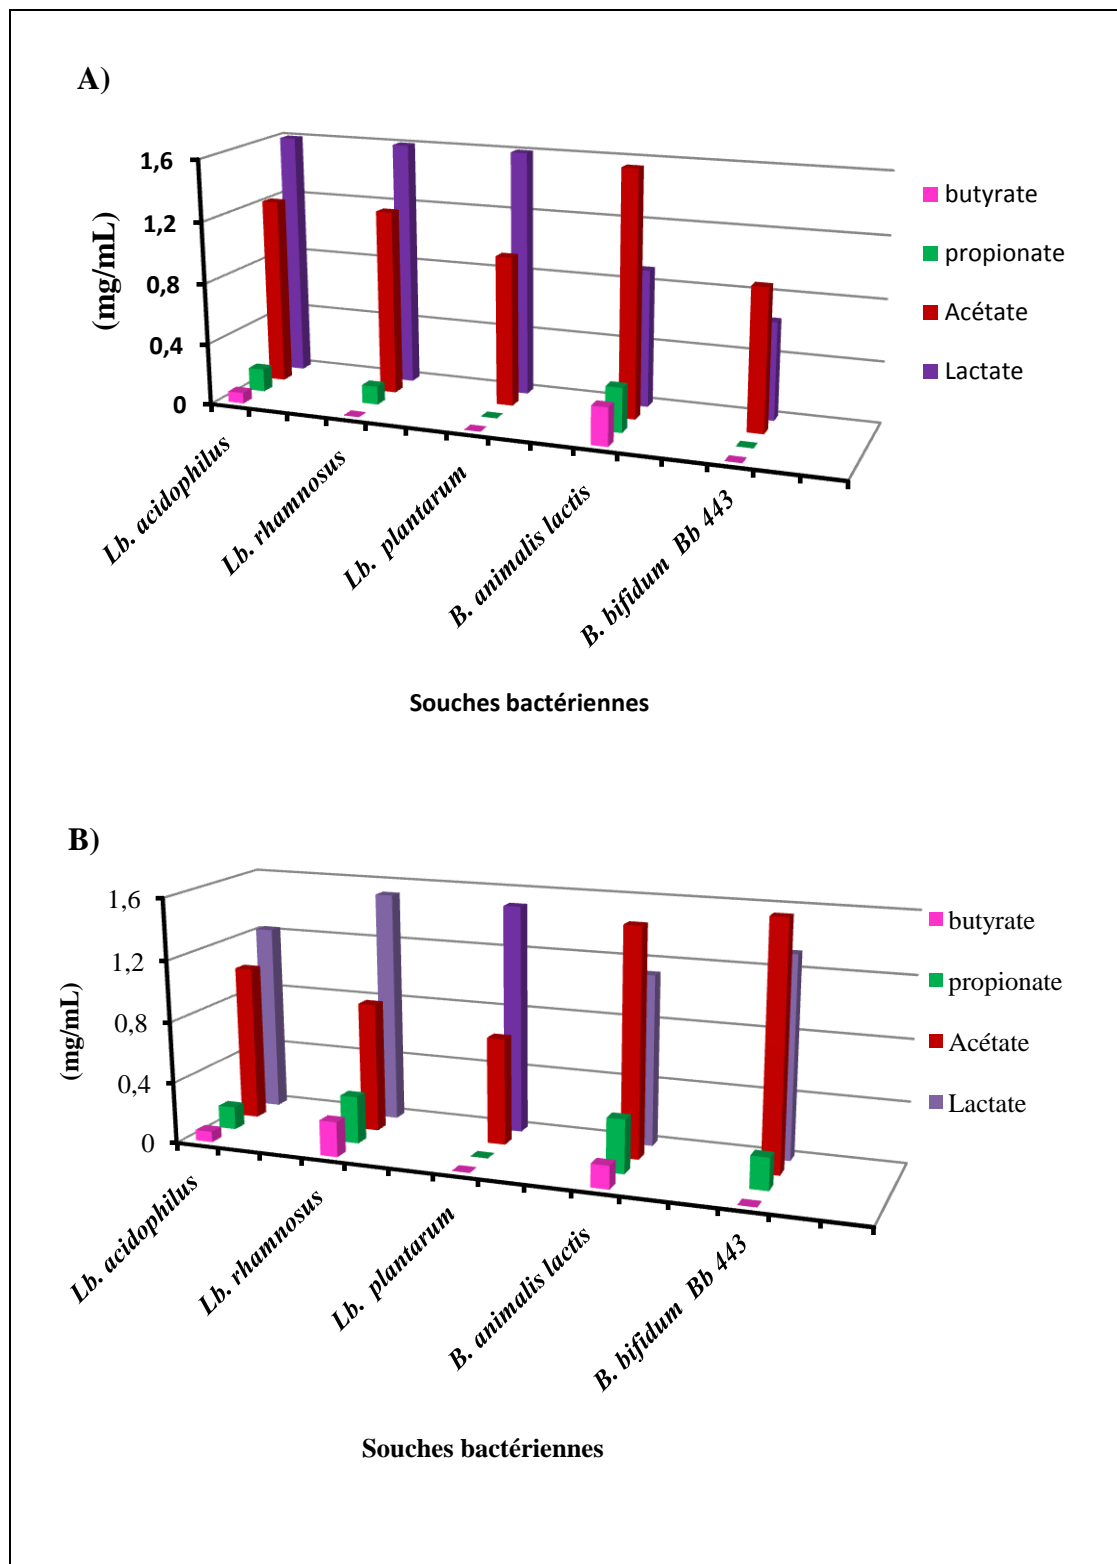 A)
1,6
1,2
0,8
0,4
0
(mg/mL)
butyrate
propionate
Acétate
Lactate
Lb. acidophilus
Lb. rhamnosus
Lb. plantarum
B. animalis lactis
B. bifidum Bb 443
Souches bactériennes
B)
1,6
1,2
0,8
0,4
0
(mg/mL)
butyrate
propionate
Acétate
Lactate
Lb. acidophilus
Lb. rhamnosus
Lb. plantarum
B. animalis lactis
B. bifidum Bb 443
Souches bactériennes